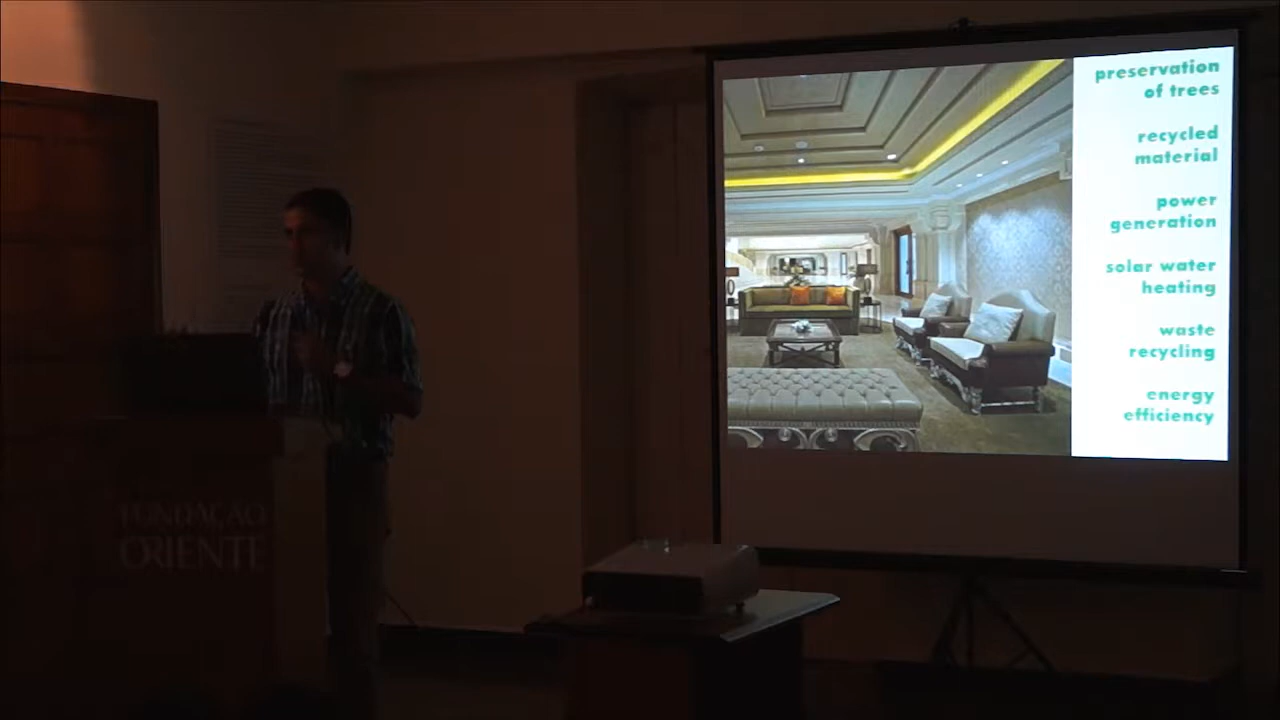 preservation
of trees
recycled
material
power
generation
solar water
heating
waste
recycling
energy
efficiency
FUNDAÇÃO
ORIENTE